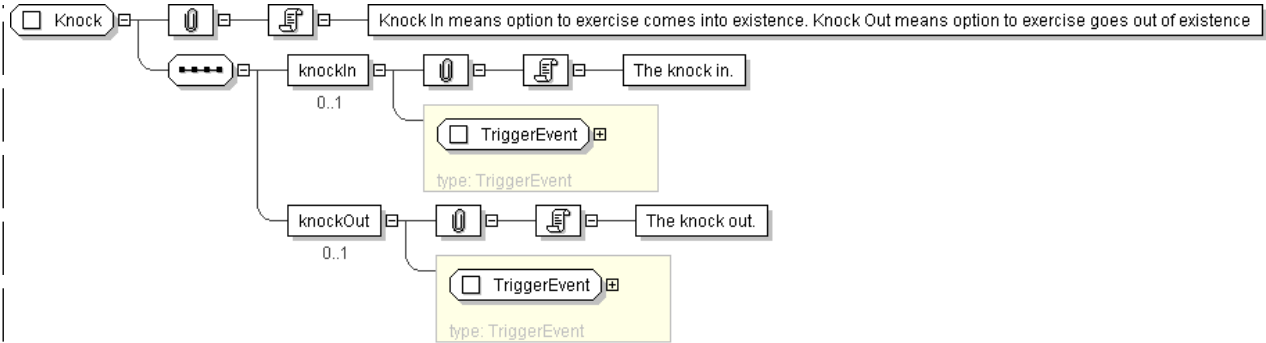 Knock
Knock In means option to exercise comes into existence. Knock Out means option to exercise goes out of existence
knockIn
The knock in.
0..1
TriggerEvent
type: TriggerEvent
knockOut
The knock out.
0..1
TriggerEvent
type: TriggerEvent